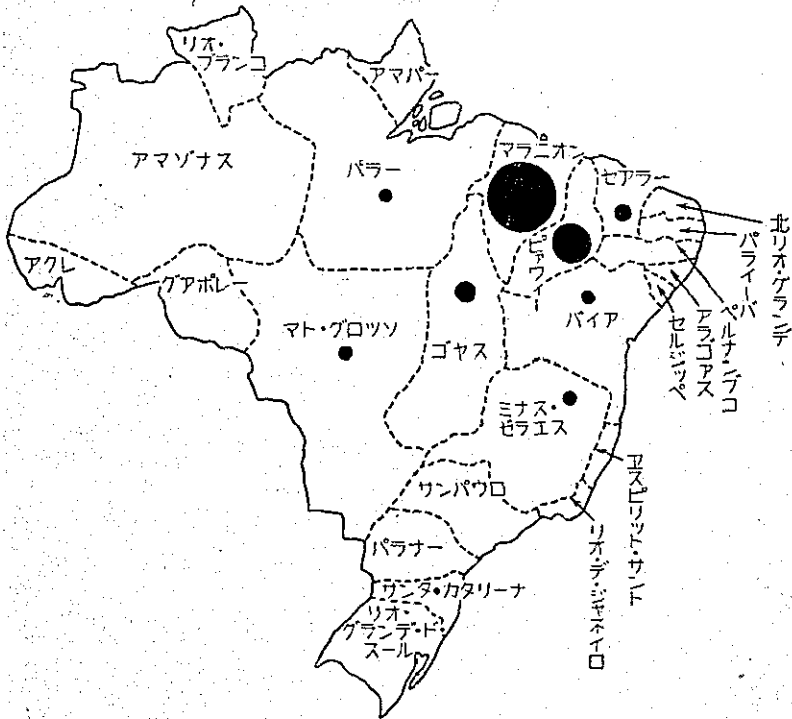 リオ・
ブランコ
アマパー
アマゾナス
パラー
マラニオン
セアラー
北リオ・グランデ
パライーバ
ペルナンブコ
アラゴアス
セルジッペ
ピァウィー
アクレ
グアポレー
マト・グロッソ
ゴヤス
バイア
ミナス・
ゼラエス
エスピリット・サント
リオ・デ・ジャネイロ
サンパウロ
パラナー
サンタ・カタリーナ
リオ・
グランデ・ド・
スール